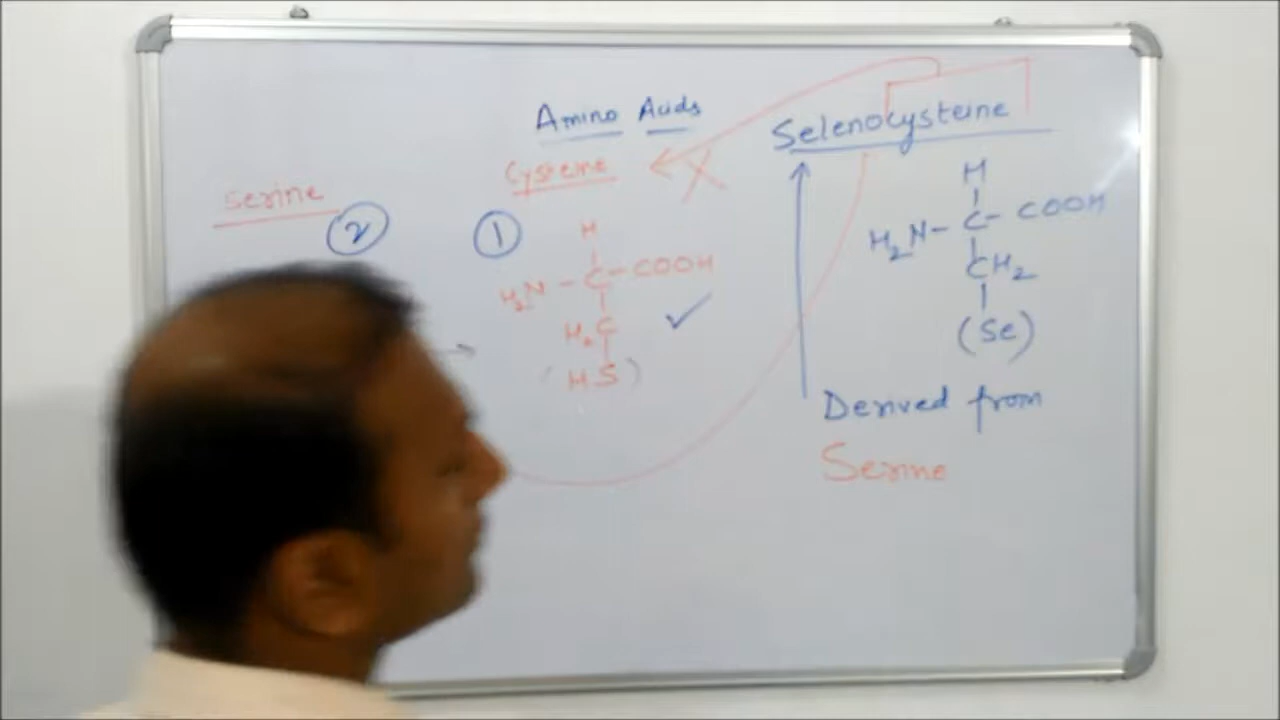 Amino Acids
Cysteine
Serine
2
1
H
H2N - C - COOH
H2C
( HS )
Selenocysteine
H
H2N - C - COOH
CH2
(Se)
Derived from
Serine